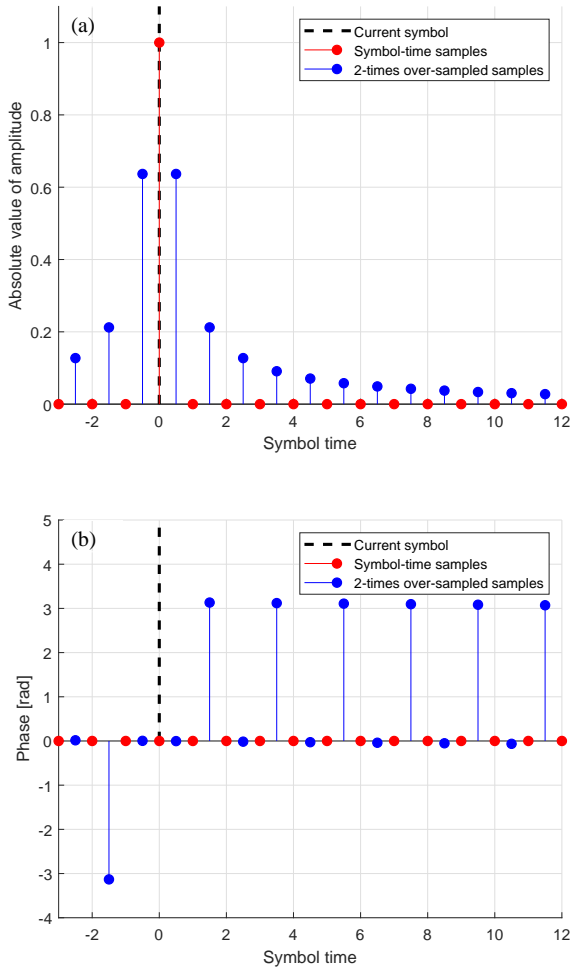 (a)
Current symbol
Symbol-time samples
2-times over-sampled samples
Absolute value of amplitude
1
0.8
0.6
0.4
0.2
0
-2 0 2 4 6 8 10 12
Symbol time
(b)
Current symbol
Symbol-time samples
2-times over-sampled samples
Phase [rad]
5
4
3
2
1
0
-1
-2
-3
-4
-2 0 2 4 6 8 10 12
Symbol time